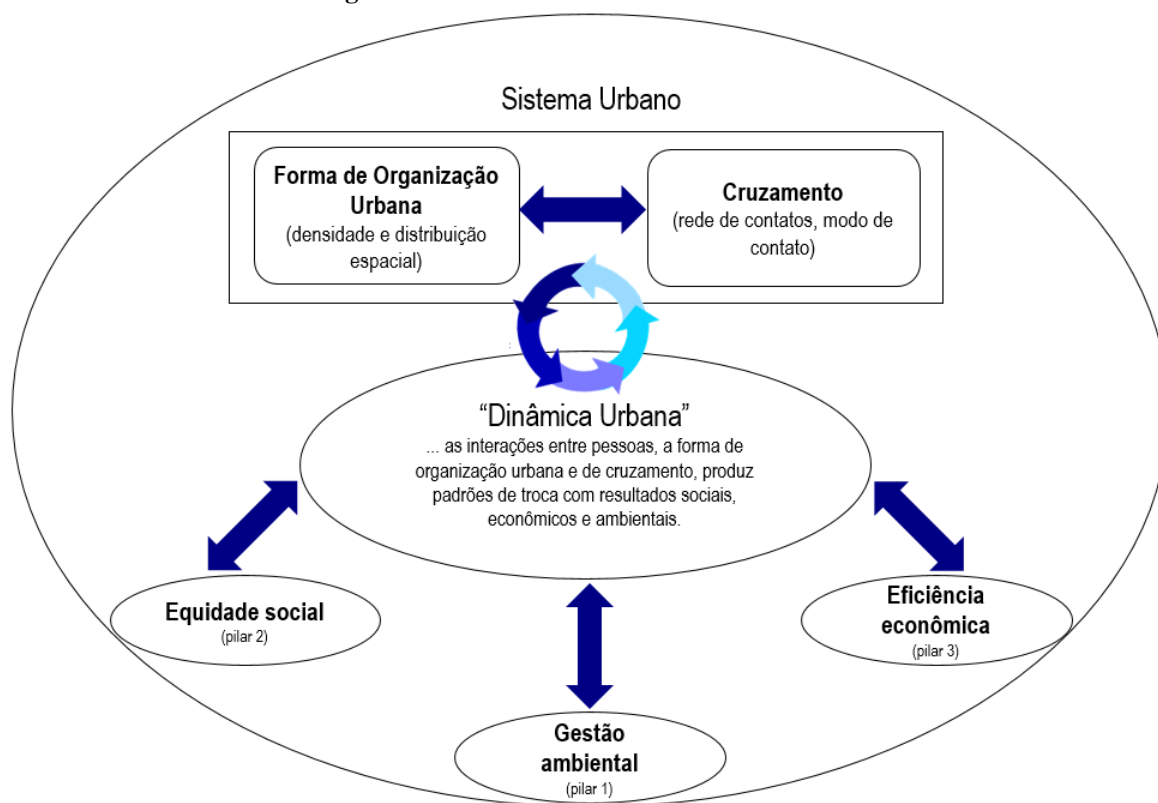 Sistema Urbano
Forma de Organização
Urbana
(densidade e distribuição
espacial)
Cruzamento
(rede de contatos, modo de
contato)
“Dinâmica Urbana”
... as interações entre pessoas, a forma de
organização urbana e de cruzamento, produz
padrões de troca com resultados sociais,
econômicos e ambientais.
Equidade social
(pilar 2)
Eficiência
econômica
(pilar 3)
Gestão
ambiental
(pilar 1)